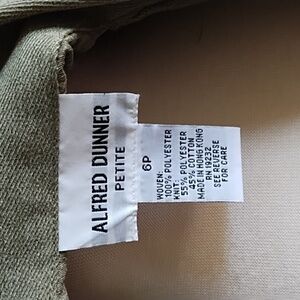 ALFRED DUNNER
PETITE
6P
WOVEN:
100% POLYESTER
KNIT:
55% POLYESTER
45% COTTON
MADE IN HONG KONG
RN 19232
SEE REVERSE
FOR CARE